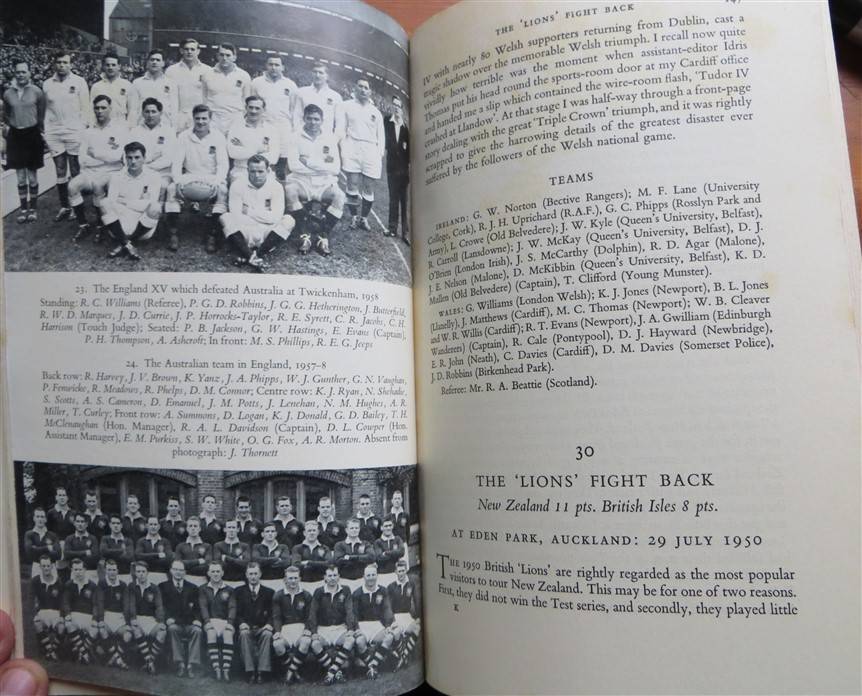 23. The England XV which defeated Australia at Twickenham, 1958
Standing: R. C. Williams (Referee), P. G. D. Robbins, J. G. G. Hetherington, J. Butterfield,
R. W. D. Marques, J. D. Currie, J. P. Horrocks-Taylor, R. E. Syrett, C. R. Jacobs, C. H.
Harrison (Touch Judge); Seated: P. B. Jackson, G. W. Hastings, E. Evans (Captain),
P. H. Thompson, A. Ashcroft; In front: M. S. Phillips, R. E. G. Jeeps
24. The Australian team in England, 1957–8
Back row: R. Harvey, J. V. Brown, K. Yanz, J. A. Phipps, W. J. Gunther, G. N. Vaughan,
P. Fenwicke, R. Meadows, R. Phelps, D. M. Connor; Centre row: K. J. Ryan, N. Shehadie,
S. Scotts, A. S. Cameron, D. Emanuel, J. M. Potts, J. Lenehan, N. M. Hughes, A. R.
Miller, T. Curley; Front row: A. Summons, D. Logan, K. J. Donald, G. D. Bailey, T. H.
McClenaughan (Hon. Manager), R. A. L. Davidson (Captain), D. L. Cowper (Hon.
Assistant Manager), E. M. Purkiss, S. W. White, O. G. Fox, A. R. Morton. Absent from
photograph: J. Thornett
THE 'LIONS' FIGHT BACK
IV with nearly 80 Welsh supporters returning from Dublin, cast a
tragic shadow over the memorable Welsh triumph. I recall now quite
vividly how terrible was the moment when assistant-editor Idris
Thomas put his head round the sports-room door at my Cardiff office
and handed me a slip which contained the wire-room flash, 'Tudor IV
crashed at Llandow'. At that stage I was half-way through a front-page
story dealing with the great 'Triple Crown' triumph, and it was rightly
scrapped to give the harrowing details of the greatest disaster ever
suffered by the followers of the Welsh national game.
TEAMS
IRELAND: G. W. Norton (Bective Rangers); M. F. Lane (University
College, Cork), R. J. H. Uprichard (R.A.F.), G. C. Phipps (Rosslyn Park and
Army), L. Crowe (Old Belvedere); J. W. Kyle (Queen's University, Belfast),
R. Carroll (Lansdowne); J. W. McKay (Queen's University, Belfast), D. J.
O'Brien (London Irish), J. S. McCarthy (Dolphin), R. D. Agar (Malone),
J. E. Nelson (Malone), D. McKibbin (Queen's University, Belfast), K. D.
Mullen (Old Belvedere) (Captain), T. Clifford (Young Munster).
WALES: G. Williams (London Welsh); K. J. Jones (Newport), B. L. Jones
(Llanelly), J. Matthews (Cardiff), M. C. Thomas (Newport); W. B. Cleaver
and W. R. Willis (Cardiff); R. T. Evans (Newport), J. A. Gwilliam (Edinburgh
Wanderers) (Captain), R. Cale (Pontypool), D. J. Hayward (Newbridge),
E. R. John (Neath), C. Davies (Cardiff), D. M. Davies (Somerset Police),
J. D. Robins (Birkenhead Park).
Referee: Mr. R. A. Beattie (Scotland).
30
THE 'LIONS' FIGHT BACK
New Zealand 11 pts. British Isles 8 pts.
AT EDEN PARK, AUCKLAND: 29 JULY 1950
THE 1950 British 'Lions' are rightly regarded as the most popular
visitors to tour New Zealand. This may be for one of two reasons.
First, they did not win the Test series, and secondly, they played little
K